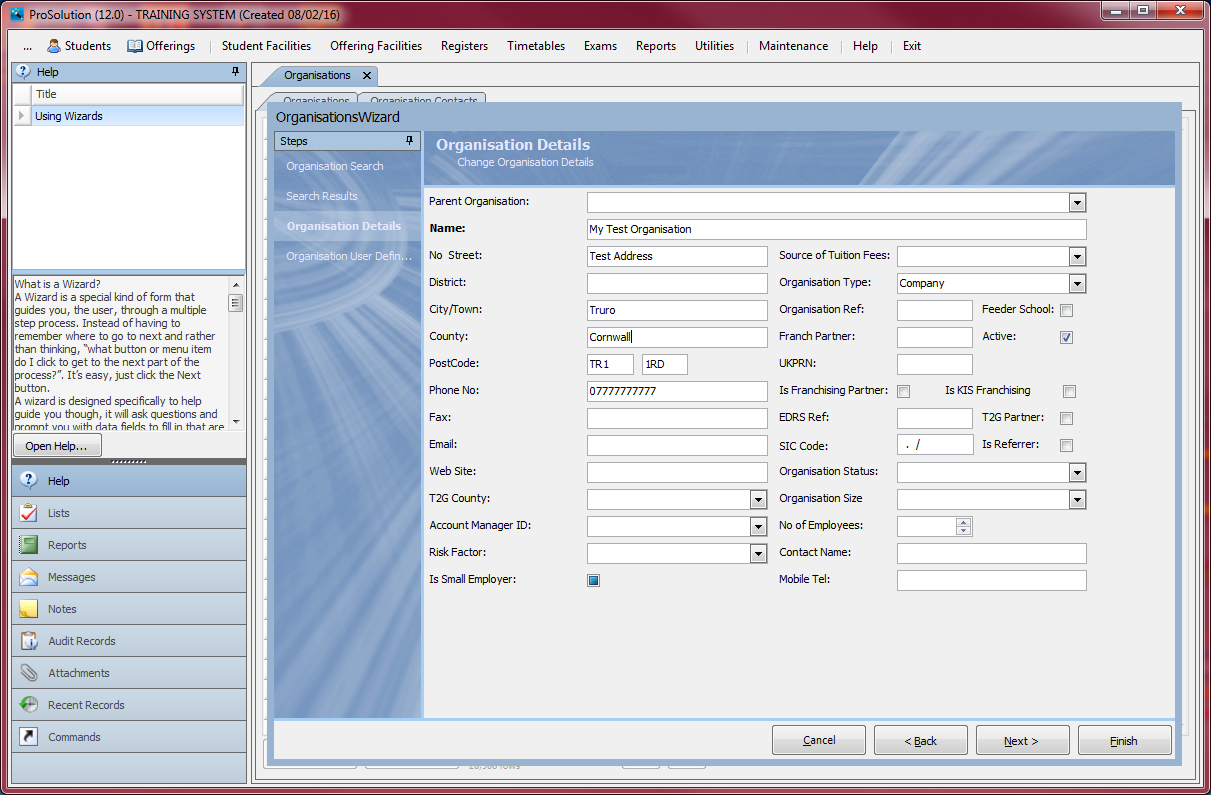 ProSolution (12.0) - TRAINING SYSTEM (Created 08/02/16)
... Students Offerings Student Facilities Offering Facilities Registers Timetables Exams Reports Utilities Maintenance Help Exit
Help
Title
Using Wizards
What is a Wizard?
A Wizard is a special kind of form that
guides you, the user, through a multiple
step process. Instead of having to
remember where to go to next and rather
than thinking, "what button or menu item
do I click to get to the next part of the
process?". It's easy, just click the Next
button.
A wizard is designed specifically to help
guide you though, it will ask questions and
prompt you with data fields to fill in that are
Open Help...
Help
Lists
Reports
Messages
Notes
Audit Records
Attachments
Recent Records
Commands
Organisations
Organisations Organisation Contacts
OrganisationsWizard
Steps
Organisation Search
Search Results
Organisation Details
Organisation User Defin...
Organisation Details
Change Organisation Details
Parent Organisation:
Name: My Test Organisation
No Street: Test Address Source of Tuition Fees:
District: Organisation Type: Company
City/Town: Truro Organisation Ref: Feeder School:
County: Cornwall Franch Partner: Active:
PostCode: TR1 1RD UKPRN:
Phone No: 07777777777 Is Franchising Partner: Is KIS Franchising
Fax: EDRS Ref: T2G Partner:
Email: SIC Code: . / Is Referrer:
Web Site: Organisation Status:
T2G County: Organisation Size
Account Manager ID: No of Employees:
Risk Factor: Contact Name:
Is Small Employer: Mobile Tel:
Cancel < Back Next > Finish
rows